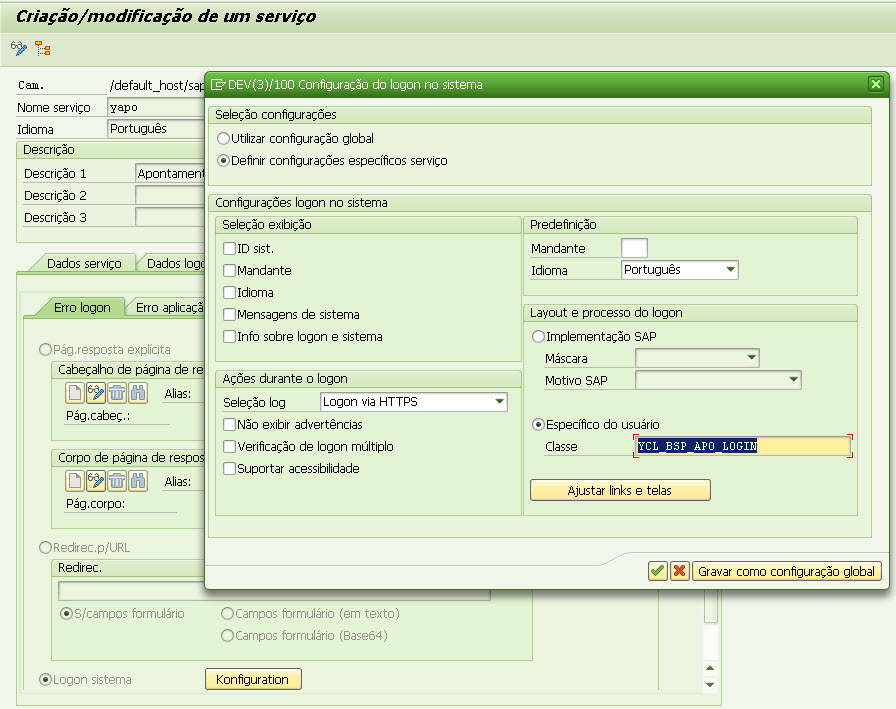 Criação/modificação de um serviço
Cam.
/default_host/sap
Nome serviço
yapo
Idioma
Português
Descrição
Descrição 1
Apontament
Descrição 2
Descrição 3
Dados serviço
Dados logo
Erro logon
Erro aplicaçã
Pág.resposta explícita
Cabeçalho de página de re
Alias:
Pág.cabeç.:
Corpo de página de respos
Alias:
Pág.corpo:
Redirec.p/URL
Redirec.
S/campos formulário
Campos formulário (em texto)
Campos formulário (Base64)
Logon sistema
Konfiguration
DEV(3)/100 Configuração do logon no sistema
Seleção configurações
Utilizar configuração global
Definir configurações específicos serviço
Configurações logon no sistema
Seleção exibição
ID sist.
Mandante
Idioma
Mensagens de sistema
Info sobre logon e sistema
Ações durante o logon
Seleção log
Logon via HTTPS
Não exibir advertências
Verificação de logon múltiplo
Suportar acessibilidade
Predefinição
Mandante
Idioma
Português
Layout e processo do logon
Implementação SAP
Máscara
Motivo SAP
Específico do usuário
Classe
YCL_BSP_APO_LOGIN
Ajustar links e telas
Gravar como configuração global